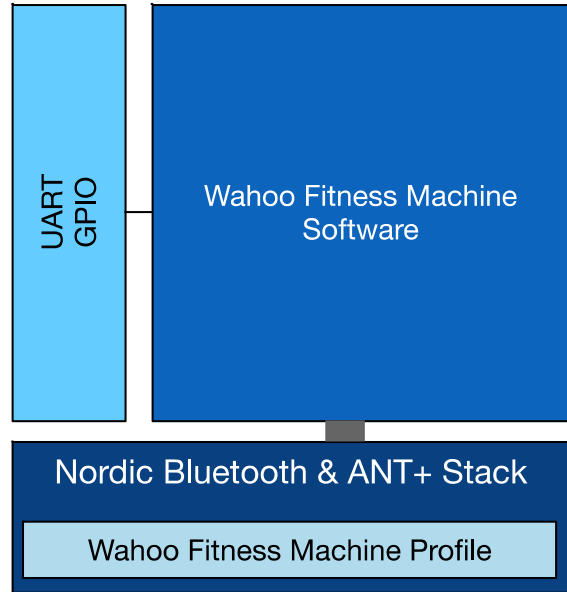 UART
GPIO
Wahoo Fitness Machine
Software
Nordic Bluetooth & ANT+ Stack
Wahoo Fitness Machine Profile